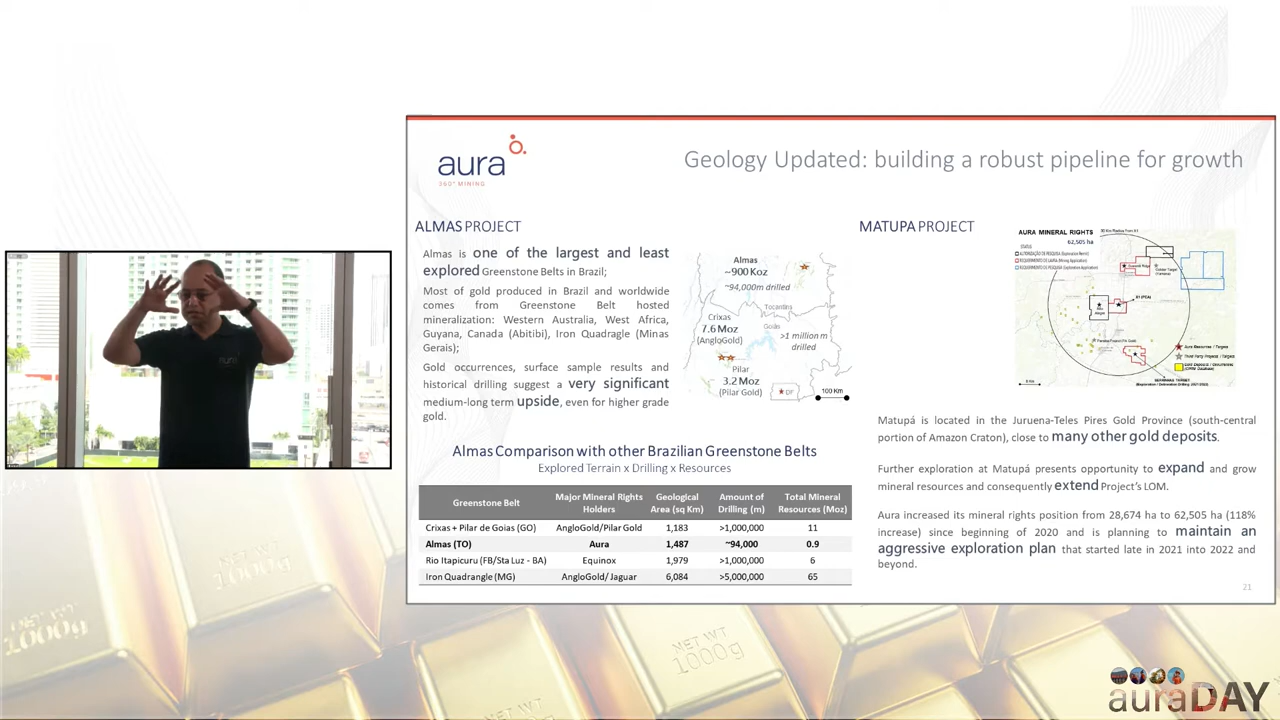 aura
360° MINING
Geology Updated: building a robust pipeline for growth
ALMAS PROJECT
Almas is one of the largest and least
explored Greenstone Belts in Brazil;
Most of gold produced in Brazil and worldwide
comes from Greenstone Belt hosted
mineralization: Western Australia, West Africa,
Guyana, Canada (Abitibi), Iron Quadrangle (Minas
Gerais);
Gold occurrences, surface sample results and
historical drilling suggest a very significant
medium-long term upside, even for higher grade
gold.
Almas
~900 Koz
~94,000m drilled
Tocantins
Crixas
7.6 Moz
(AngloGold)
Goiás
>1 million m
drilled
Pilar
3.2 Moz
(Pilar Gold)
DF
100 Km
Almas Comparison with other Brazilian Greenstone Belts
Explored Terrain x Drilling x Resources
Greenstone Belt Major Mineral Rights Holders Geological Area (sq Km) Amount of Drilling (m) Total Mineral Resources (Moz)
Crixas + Pilar de Goias (GO) AngloGold/Pilar Gold 1,183 >1,000,000 11
Almas (TO) Aura 1,487 ~94,000 0.9
Rio Itapicuru (FB/Sta Luz - BA) Equinox 1,979 >1,000,000 6
Iron Quadrangle (MG) AngloGold/ Jaguar 6,084 >5,000,000 65
MATUPA PROJECT
AURA MINERAL RIGHTS
62,505 ha
STATUS
Matupá is located in the Juruena-Teles Pires Gold Province (south-central
portion of Amazon Craton), close to many other gold deposits.
Further exploration at Matupá presents opportunity to expand and grow
mineral resources and consequently extend Project's LOM.
Aura increased its mineral rights position from 28,674 ha to 62,505 ha (118%
increase) since beginning of 2020 and is planning to maintain an
aggressive exploration plan that started late in 2021 into 2022 and
beyond.
21
NET WT
1000g
auraDAY